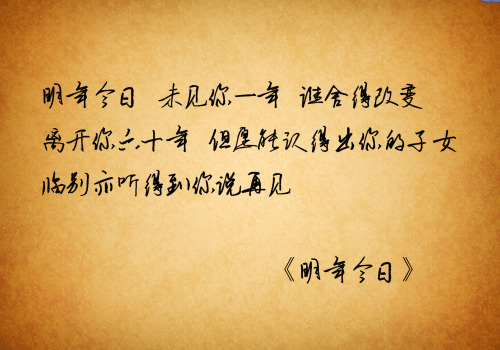 明年今日 未见你一年 谁舍得改变
离开你六十年 但愿能认得出你的子女
临别亦听得到你说再见
《明年今日》